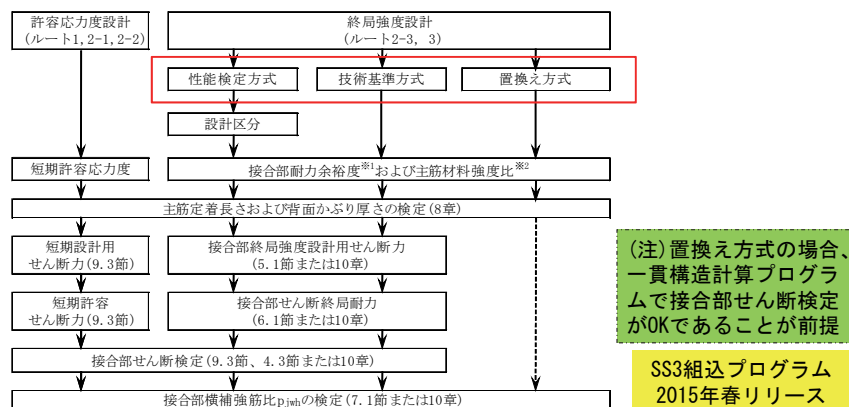 許容応力度設計
(ルート1,2-1,2-2)
終局強度設計
(ルート2-3, 3)
性能検定方式
技術基準方式
置換え方式
設計区分
短期許容応力度
接合部耐力余裕度※1および主筋材料強度比※2
主筋定着長さおよび背面かぶり厚さの検定(8章)
短期設計用
せん断力(9.3節)
接合部終局強度設計用せん断力
(5.1節または10章)
短期許容
せん断力(9.3節)
接合部せん断終局耐力
(6.1節または10章)
接合部せん断検定(9.3節、4.3節または10章)
接合部横補強筋比pjwhの検定(7.1節または10章)
(注)置換え方式の場合、
一貫構造計算プログラ
ムで接合部せん断検定
がOKであることが前提
SS3組込プログラム
2015年春リリース